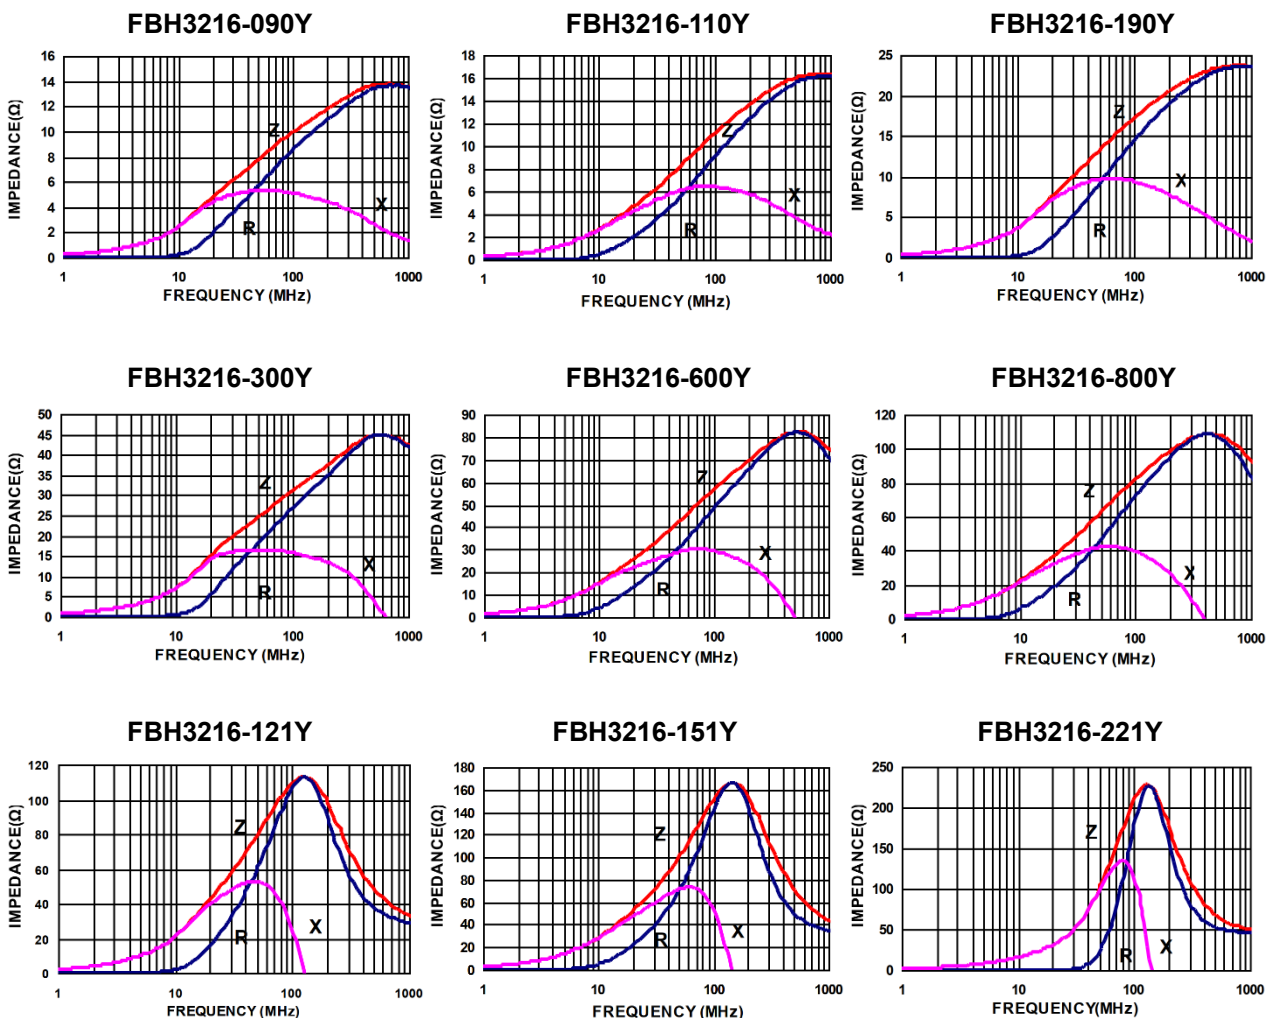 FBH3216-090Y
FBH3216-110Y
FBH3216-190Y
IMPEDANCE(Ω)
16
14
12
10
8
6
4
2
0
Z
X
R
1
10
100
1000
FREQUENCY (MHz)
IMPEDANCE(Ω)
18
16
14
12
10
8
6
4
2
0
Z
X
R
1
10
100
1000
FREQUENCY (MHz)
IMPEDANCE(Ω)
25
20
15
10
5
0
Z
X
R
1
10
100
1000
FREQUENCY (MHz)
FBH3216-300Y
FBH3216-600Y
FBH3216-800Y
IMPEDANCE(Ω)
50
45
40
35
30
25
20
15
10
5
0
Z
X
R
1
10
100
1000
FREQUENCY (MHz)
IMPEDANCE(Ω)
90
80
70
60
50
40
30
20
10
0
Z
X
R
1
10
100
1000
FREQUENCY (MHz)
IMPEDANCE(Ω)
120
100
80
60
40
20
0
Z
X
R
1
10
100
1000
FREQUENCY (MHz)
FBH3216-121Y
FBH3216-151Y
FBH3216-221Y
IMPEDANCE(Ω)
120
100
80
60
40
20
0
Z
R
X
1
10
100
1000
FREQUENCY (MHz)
IMPEDANCE(Ω)
180
160
140
120
100
80
60
40
20
0
Z
X
R
1
10
100
1000
FREQUENCY (MHz)
IMPEDANCE(Ω)
250
200
150
100
50
0
Z
X
R
1
10
100
1000
FREQUENCY(MHz)